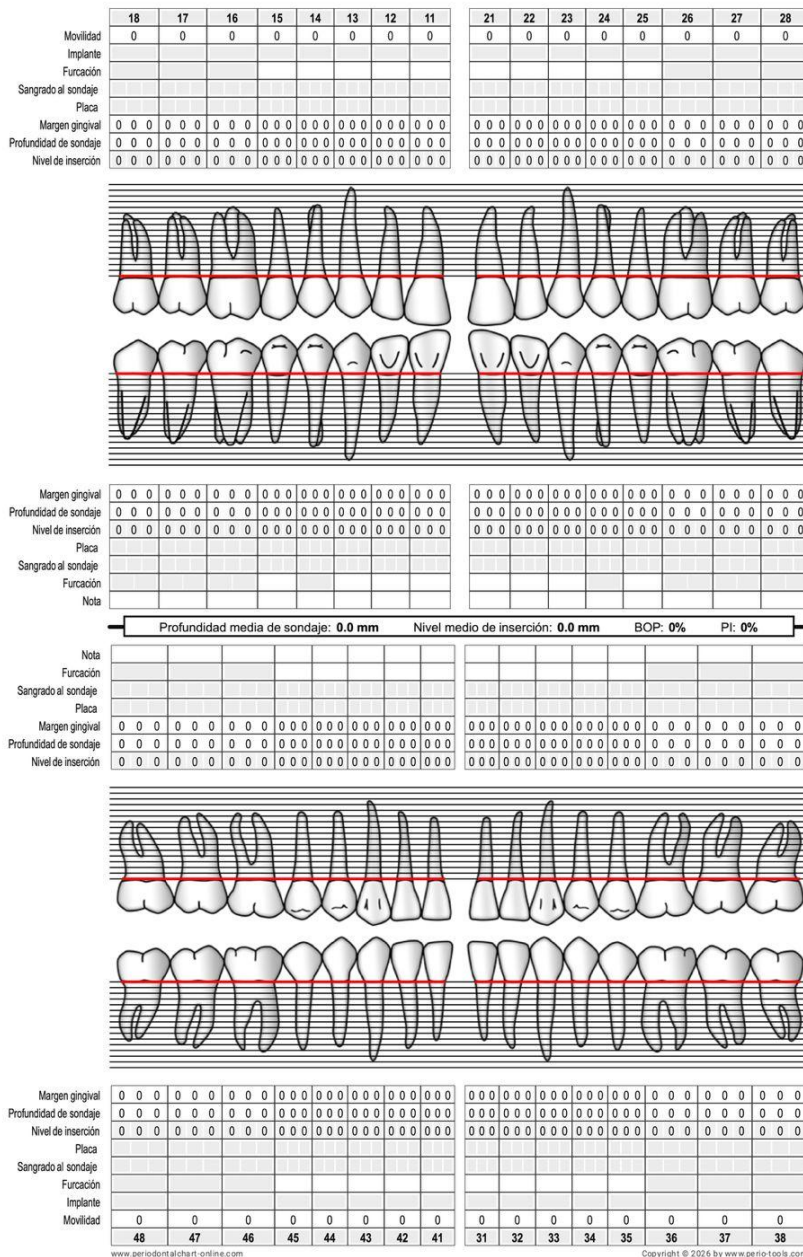 18 17 16 15 14 13 12 11 21 22 23 24 25 26 27 28
Movilidad 0 0 0 0 0 0 0 0 0 0 0 0 0 0 0 0
Implante
Furcación
Sangrado al sondaje
Placa
Margen gingival 0 0 0 0 0 0 0 0 0 0 0 0 0 0 0 0 0 0 0 0 0 0 0 0 0 0 0 0 0 0 0 0 0 0 0 0 0 0 0 0 0 0 0 0 0 0 0 0
Profundidad de sondaje 0 0 0 0 0 0 0 0 0 0 0 0 0 0 0 0 0 0 0 0 0 0 0 0 0 0 0 0 0 0 0 0 0 0 0 0 0 0 0 0 0 0 0 0 0 0 0 0
Nivel de inserción 0 0 0 0 0 0 0 0 0 0 0 0 0 0 0 0 0 0 0 0 0 0 0 0 0 0 0 0 0 0 0 0 0 0 0 0 0 0 0 0 0 0 0 0 0 0 0 0
Margen gingival 0 0 0 0 0 0 0 0 0 0 0 0 0 0 0 0 0 0 0 0 0 0 0 0 0 0 0 0 0 0 0 0 0 0 0 0 0 0 0 0 0 0 0 0 0 0 0 0
Profundidad de sondaje 0 0 0 0 0 0 0 0 0 0 0 0 0 0 0 0 0 0 0 0 0 0 0 0 0 0 0 0 0 0 0 0 0 0 0 0 0 0 0 0 0 0 0 0 0 0 0 0
Nivel de inserción 0 0 0 0 0 0 0 0 0 0 0 0 0 0 0 0 0 0 0 0 0 0 0 0 0 0 0 0 0 0 0 0 0 0 0 0 0 0 0 0 0 0 0 0 0 0 0 0
Placa
Sangrado al sondaje
Furcación
Nota
Profundidad media de sondaje: 0.0 mm Nivel medio de inserción: 0.0 mm BOP: 0% PI: 0%
Nota
Furcación
Sangrado al sondaje
Placa
Margen gingival 0 0 0 0 0 0 0 0 0 0 0 0 0 0 0 0 0 0 0 0 0 0 0 0 0 0 0 0 0 0 0 0 0 0 0 0 0 0 0 0 0 0 0 0 0 0 0 0
Profundidad de sondaje 0 0 0 0 0 0 0 0 0 0 0 0 0 0 0 0 0 0 0 0 0 0 0 0 0 0 0 0 0 0 0 0 0 0 0 0 0 0 0 0 0 0 0 0 0 0 0 0
Nivel de inserción 0 0 0 0 0 0 0 0 0 0 0 0 0 0 0 0 0 0 0 0 0 0 0 0 0 0 0 0 0 0 0 0 0 0 0 0 0 0 0 0 0 0 0 0 0 0 0 0
Margen gingival 0 0 0 0 0 0 0 0 0 0 0 0 0 0 0 0 0 0 0 0 0 0 0 0 0 0 0 0 0 0 0 0 0 0 0 0 0 0 0 0 0 0 0 0 0 0 0 0
Profundidad de sondaje 0 0 0 0 0 0 0 0 0 0 0 0 0 0 0 0 0 0 0 0 0 0 0 0 0 0 0 0 0 0 0 0 0 0 0 0 0 0 0 0 0 0 0 0 0 0 0 0
Nivel de inserción 0 0 0 0 0 0 0 0 0 0 0 0 0 0 0 0 0 0 0 0 0 0 0 0 0 0 0 0 0 0 0 0 0 0 0 0 0 0 0 0 0 0 0 0 0 0 0 0
Placa
Sangrado al sondaje
Furcación
Implante
Movilidad 0 0 0 0 0 0 0 0 0 0 0 0 0 0 0 0
48 47 46 45 44 43 42 41 31 32 33 34 35 36 37 38
www.periodontalchart-online.com Copyright © 2026 by www.perio-tools.com